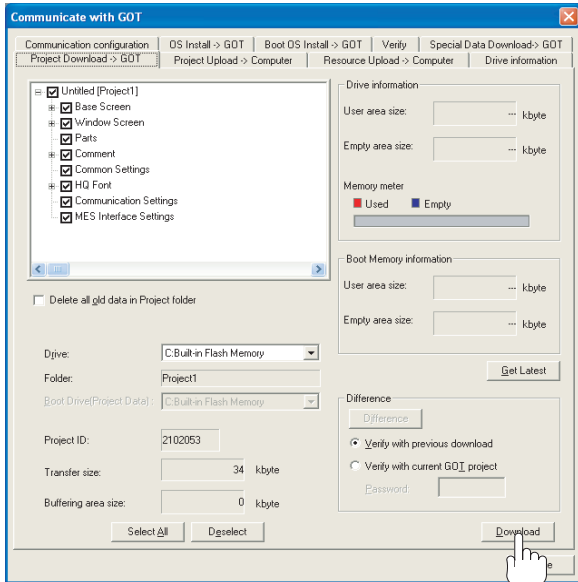 Communicate with GOT
Communication configuration | OS Install -> GOT | Boot OS Install -> GOT | Verify | Special Data Download-> GOT
Project Download -> GOT | Project Upload -> Computer | Resource Upload -> Computer | Drive information
Untitled [Project1]
Base Screen
Window Screen
Parts
Comment
Common Settings
HQ Font
Communication Settings
MES Interface Settings
Delete all old data in Project folder
Drive: C:Built-in Flash Memory
Folder: Project1
Boot Drive(Project Data) : C:Built-in Flash Memory
Project ID: 2102053
Transfer size: 34 kbyte
Buffering area size: 0 kbyte
Select All Deselect
Drive information
User area size: --- kbyte
Empty area size: --- kbyte
Memory meter
Used Empty
Boot Memory information
User area size: --- kbyte
Empty area size: --- kbyte
Get Latest
Difference
Difference
Verify with previous download
Verify with current GOT project
Password:
Download